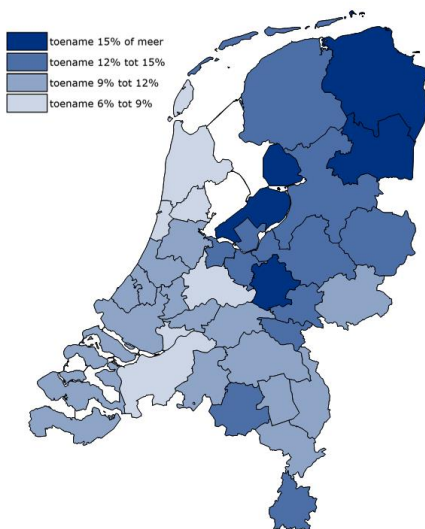 toename 15% of meer
toename 12% tot 15%
toename 9% tot 12%
toename 6% tot 9%